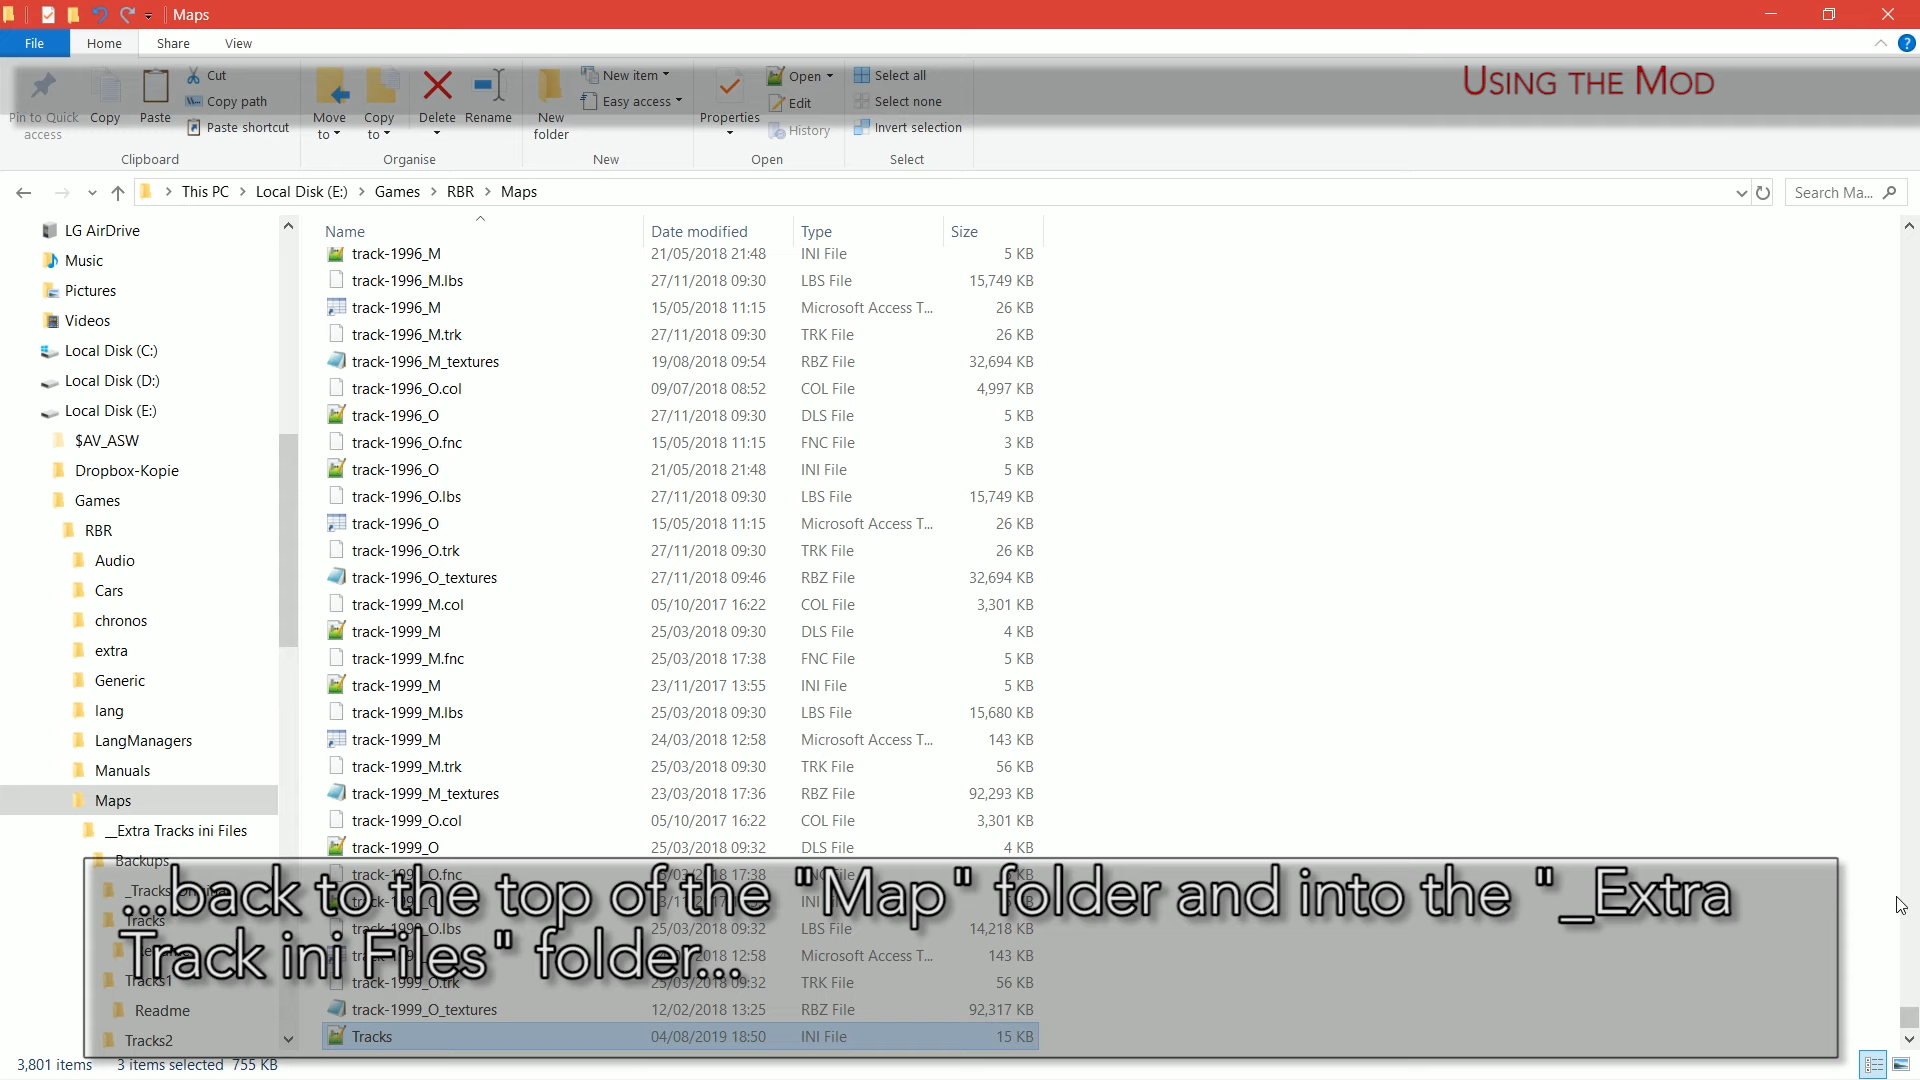 Maps
File Home Share View
USING THE MOD
Pin to Quick access
Copy
Paste
Cut
Copy path
Paste shortcut
Move to
Copy to
Delete
Rename
New folder
New item
Easy access
Properties
Open
Edit
History
Select all
Select none
Invert selection
Clipboard Organise New Open Select
This PC Local Disk (E:) Games RBR Maps
Search Ma...
LG AirDrive
Music
Pictures
Videos
Local Disk (C:)
Local Disk (D:)
Local Disk (E:)
$AV_ASW
Dropbox-Kopie
Games
RBR
Audio
Cars
chronos
extra
Generic
lang
LangManagers
Manuals
Maps
__Extra Tracks ini Files
Backups
Tracks
Tracks1
Readme
Tracks2
Name Date modified Type Size
track-1996_M 21/05/2018 21:48 INI File 5 KB
track-1996_M.lbs 27/11/2018 09:30 LBS File 15,749 KB
track-1996_M 15/05/2018 11:15 Microsoft Access T... 26 KB
track-1996_M.trk 27/11/2018 09:30 TRK File 26 KB
track-1996_M_textures 19/08/2018 09:54 RBZ File 32,694 KB
track-1996_O.col 09/07/2018 08:52 COL File 4,997 KB
track-1996_O 27/11/2018 09:30 DLS File 5 KB
track-1996_O.fnc 15/05/2018 11:15 FNC File 3 KB
track-1996_O 21/05/2018 21:48 INI File 5 KB
track-1996_O.lbs 27/11/2018 09:30 LBS File 15,749 KB
track-1996_O 15/05/2018 11:15 Microsoft Access T... 26 KB
track-1996_O.trk 27/11/2018 09:30 TRK File 26 KB
track-1996_O_textures 27/11/2018 09:46 RBZ File 32,694 KB
track-1999_M.col 05/10/2017 16:22 COL File 3,301 KB
track-1999_M 25/03/2018 09:30 DLS File 4 KB
track-1999_M.fnc 25/03/2018 17:38 FNC File 5 KB
track-1999_M 23/11/2017 13:55 INI File 5 KB
track-1999_M.lbs 25/03/2018 09:30 LBS File 15,680 KB
track-1999_M 24/03/2018 12:58 Microsoft Access T... 143 KB
track-1999_M.trk 25/03/2018 09:30 TRK File 56 KB
track-1999_M_textures 23/03/2018 17:36 RBZ File 92,293 KB
track-1999_O.col 05/10/2017 16:22 COL File 3,301 KB
track-1999_O 25/03/2018 09:32 DLS File 4 KB
...back to the top of the "Map" folder and into the "_Extra
Track ini Files" folder...
25/03/2018 09:32 LBS File 14,218 KB
Microsoft Access T... 143 KB
track-1999_O.trk 25/03/2018 09:32 TRK File 56 KB
track-1999_O_textures 12/02/2018 13:25 RBZ File 92,317 KB
Tracks 04/08/2019 18:50 INI File 15 KB
3,801 items 3 items selected 755 KB